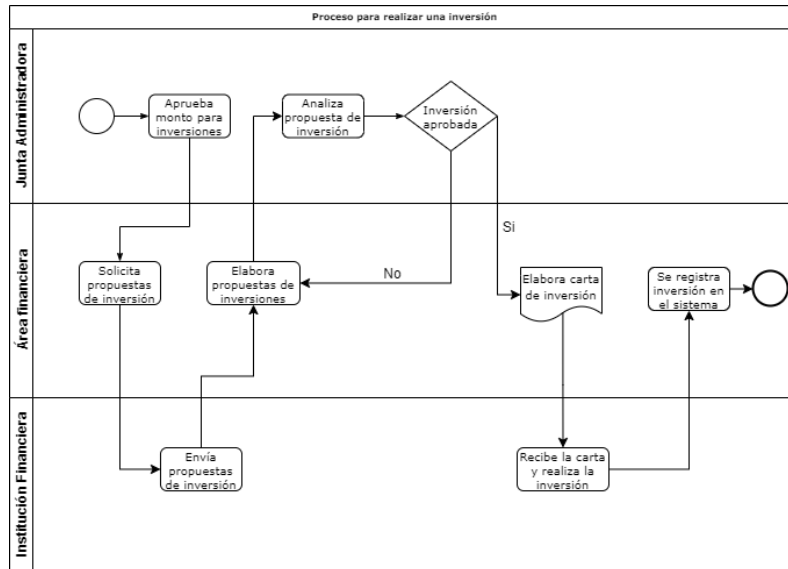 Proceso para realizar una inversión
Junta Administradora
Aprueba
monto para
inversiones
Analiza
propuesta de
inversión
Inversión
aprobada
Si
No
Área financiera
Solicita
propuestas
de inversión
Elabora
propuestas de
inversiones
Elabora carta
de inversión
Se registra
inversión en
el sistema
Institución Financiera
Envía
propuestas
de inversión
Recibe la carta
y realiza la
inversión